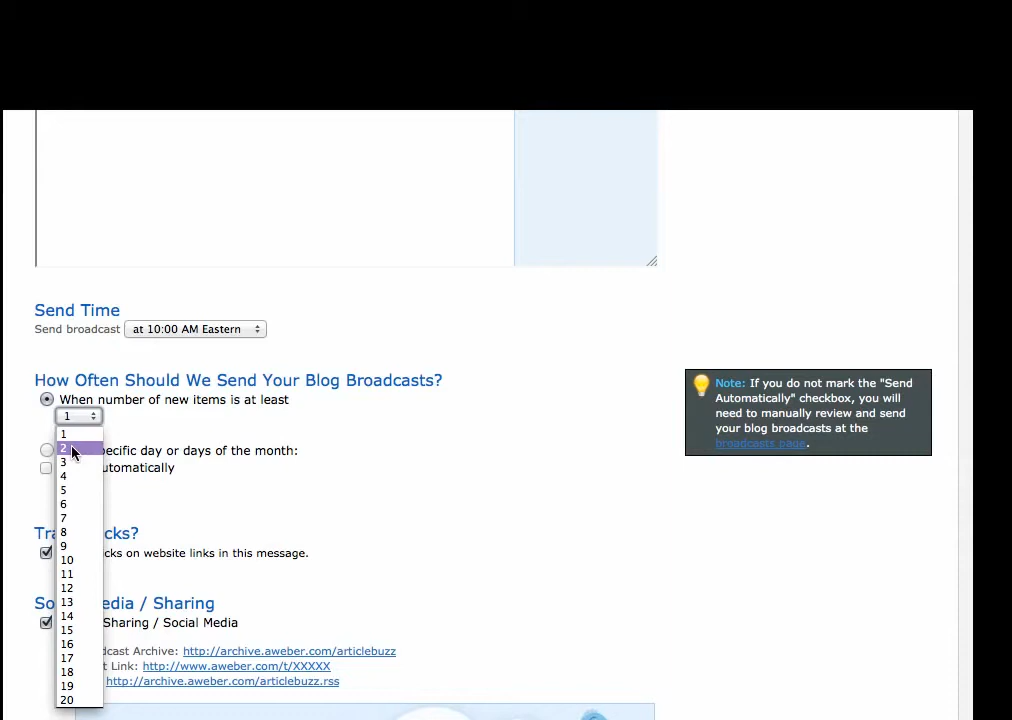 Send Time
Send broadcast at 10:00 AM Eastern
How Often Should We Send Your Blog Broadcasts?
When number of new items is at least
1
1
2
ecific day or days of the month:
3
utomatically
4
5
6
7
Tra cks?
8
9
cks on website links in this message.
10
11
12
So edia / Sharing
13
14
Sharing / Social Media
15
16
dcast Archive: http://archive.aweber.com/articlebuzz
17
t Link: http://www.aweber.com/t/XXXXX
18
http://archive.aweber.com/articlebuzz.rss
19
20
Note: If you do not mark the "Send
Automatically" checkbox, you will
need to manually review and send
your blog broadcasts at the
broadcasts page.